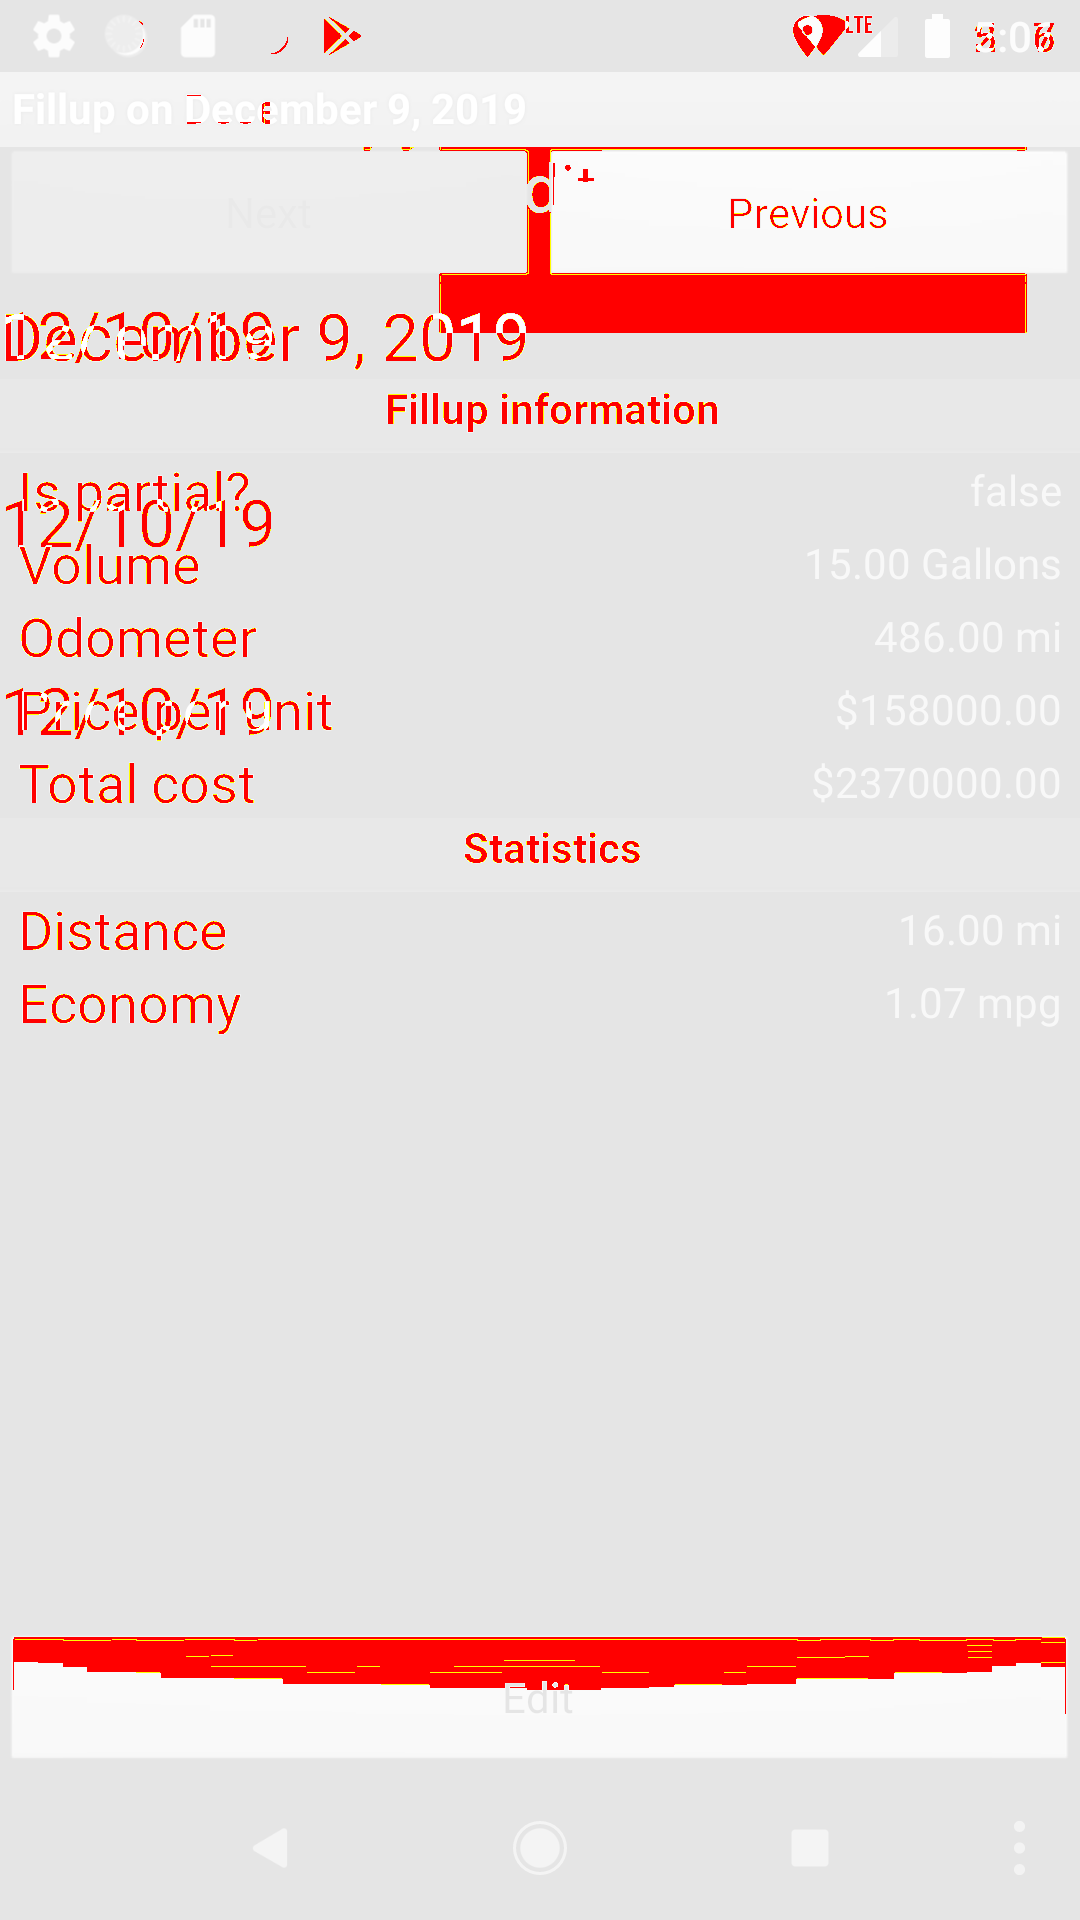 LTE
Fillup on December 9, 2019
Next
Previous
December 9, 2019
12/10/19
Fillup information
Is partial? false
12/10/19
Volume 15.00 Gallons
Odometer 486.00 mi
Price per unit $158000.00
12/10/19
Total cost $2370000.00
Statistics
Distance 16.00 mi
Economy 1.07 mpg
Edit